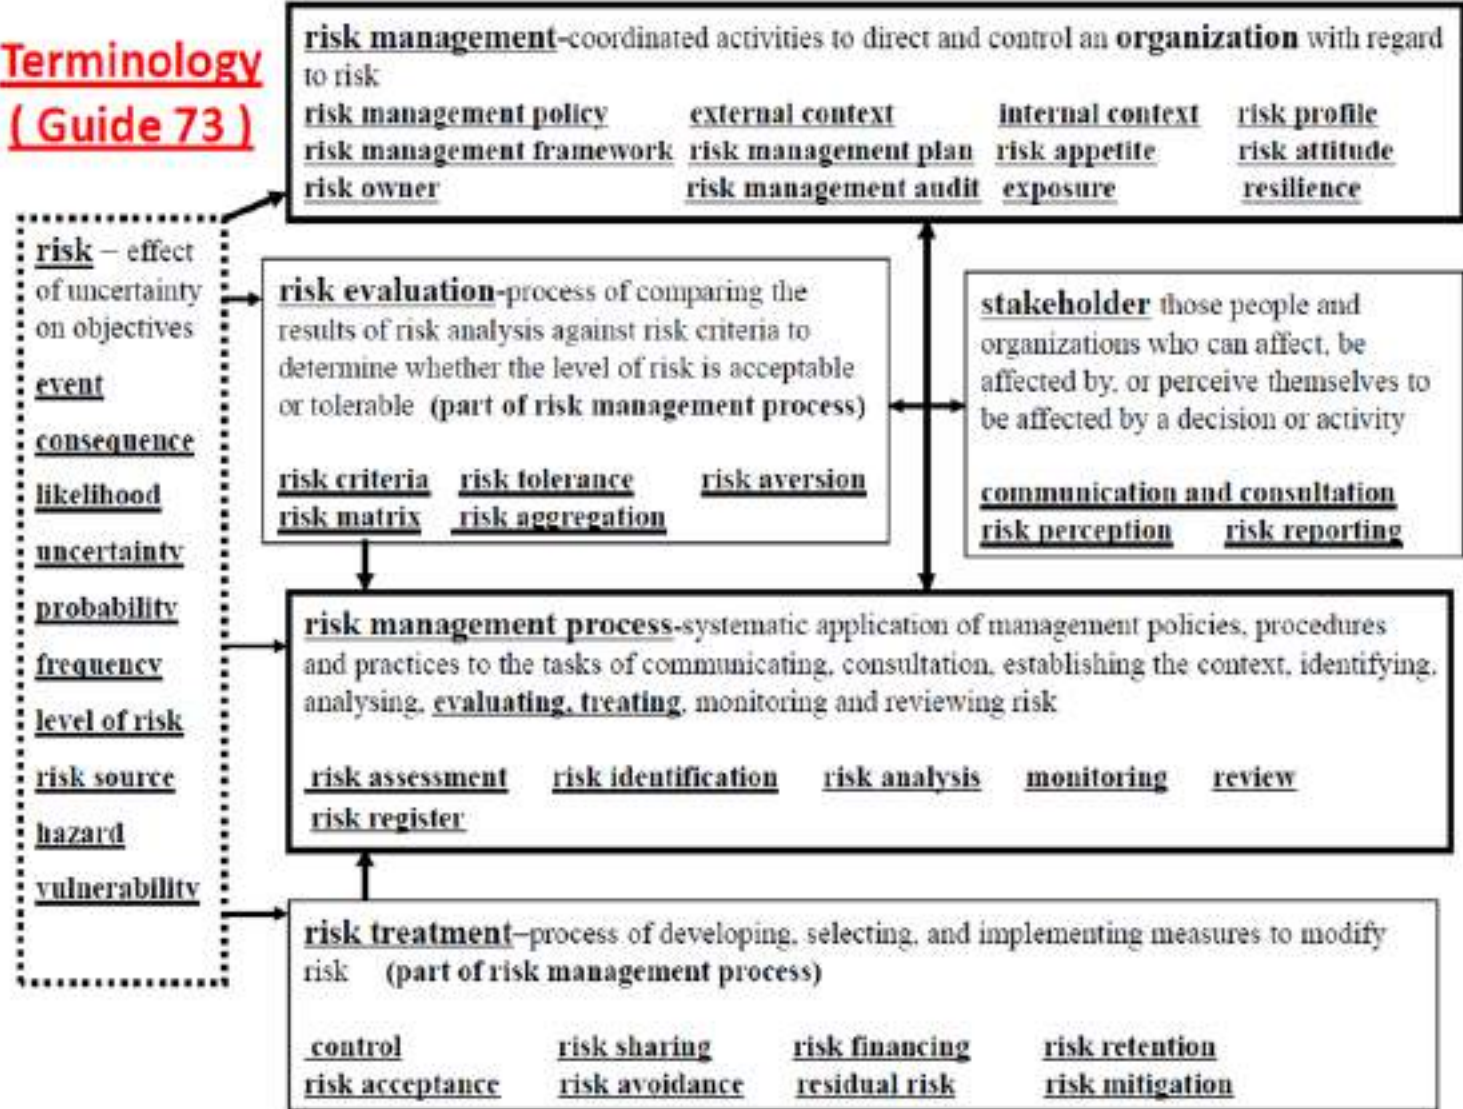 Terminology
( Guide 73 )
risk management-coordinated activities to direct and control an organization with regard
to risk
risk management policy external context internal context risk profile
risk management framework risk management plan risk appetite risk attitude
risk owner risk management audit exposure resilience
risk – effect
of uncertainty
on objectives
event
consequence
likelihood
uncertainty
probability
frequency
level of risk
risk source
hazard
vulnerability
risk evaluation-process of comparing the
results of risk analysis against risk criteria to
determine whether the level of risk is acceptable
or tolerable (part of risk management process)
risk criteria risk tolerance risk aversion
risk matrix risk aggregation
stakeholder those people and
organizations who can affect, be
affected by, or perceive themselves to
be affected by a decision or activity
communication and consultation
risk perception risk reporting
risk management process-systematic application of management policies, procedures
and practices to the tasks of communicating, consultation, establishing the context, identifying,
analysing, evaluating, treating, monitoring and reviewing risk
risk assessment risk identification risk analysis monitoring review
risk register
risk treatment–process of developing, selecting, and implementing measures to modify
risk (part of risk management process)
control risk sharing risk financing risk retention
risk acceptance risk avoidance residual risk risk mitigation